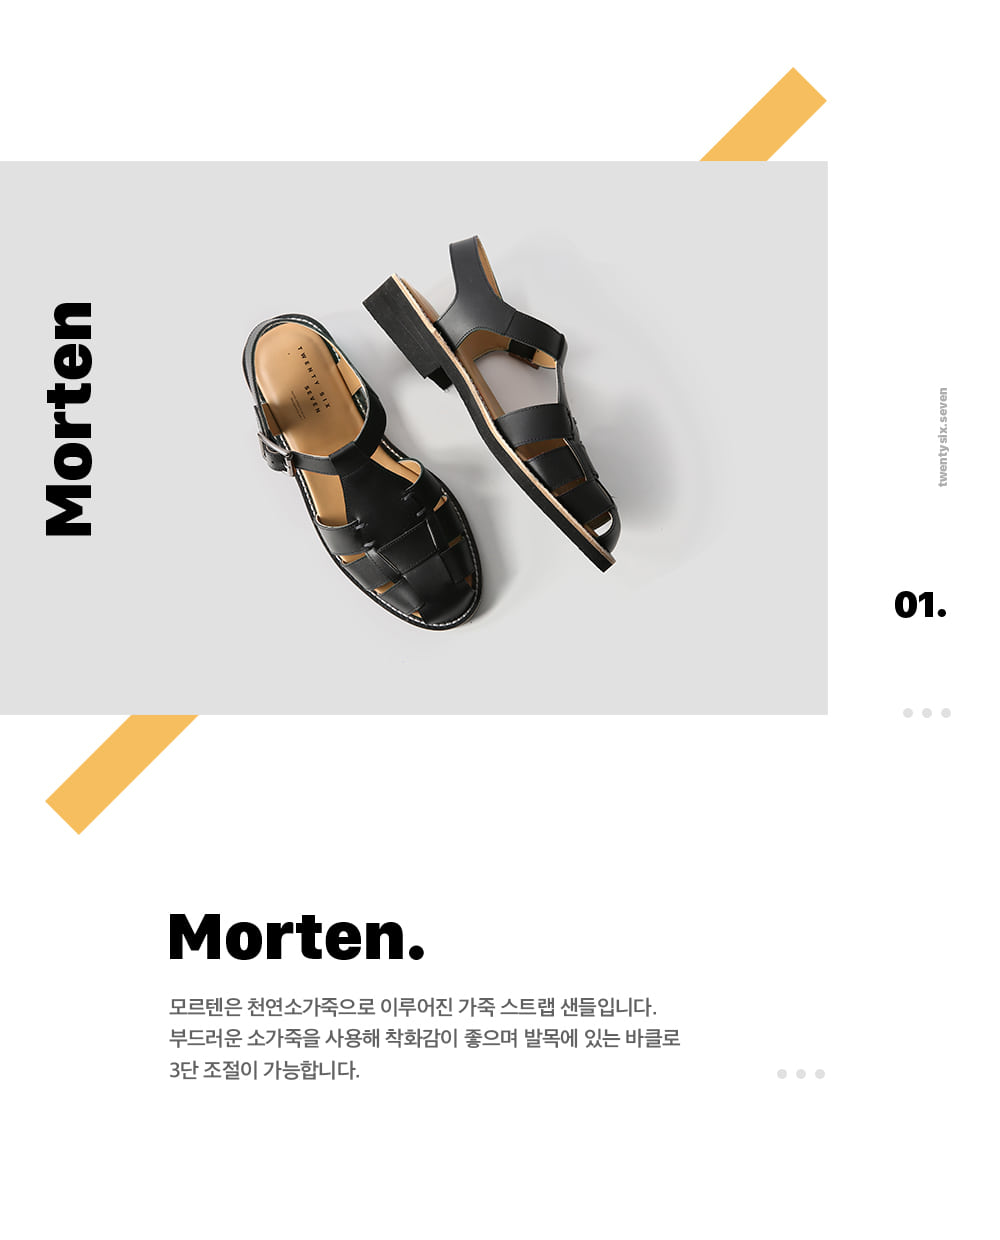 Morten
TWENTY SIX
SEVEN
twentysix.seven
01.
Morten.
모르텐은 천연소가죽으로 이루어진 가죽 스트랩 샌들입니다.
부드러운 소가죽을 사용해 착화감이 좋으며 발목에 있는 바클로
3단 조절이 가능합니다.